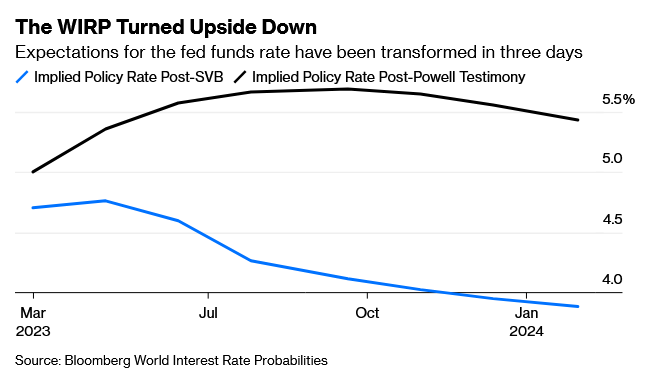 The WIRP Turned Upside Down
Expectations for the fed funds rate have been transformed in three days
Implied Policy Rate Post-SVB Implied Policy Rate Post-Powell Testimony
5.5%
5.0
4.5
4.0
Mar Jul Oct Jan
2023 2024
Source: Bloomberg World Interest Rate Probabilities